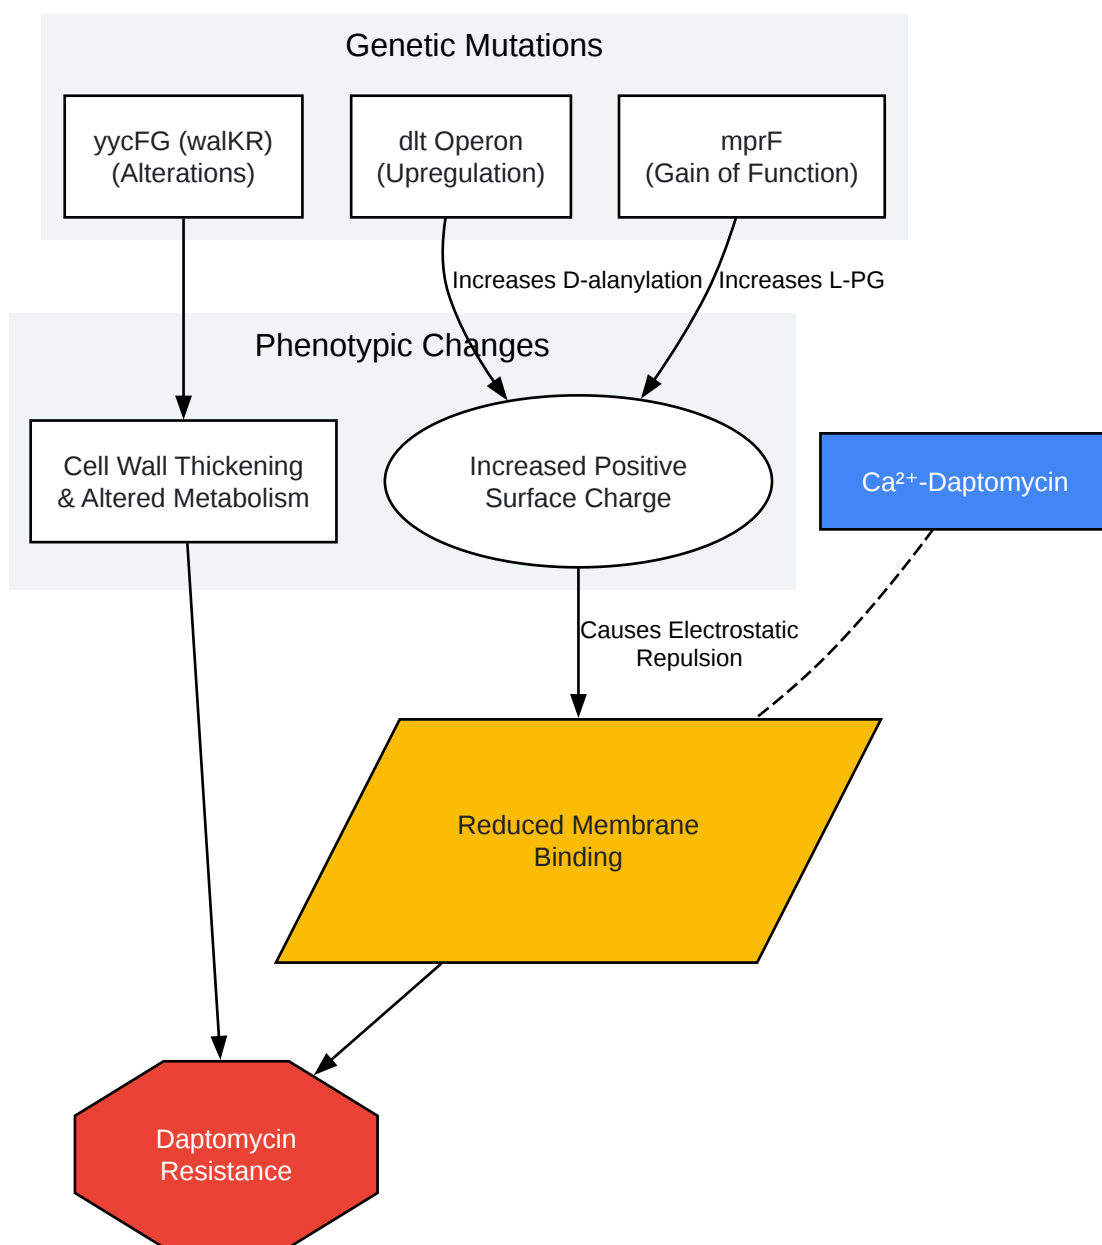 Genetic Mutations
yycFG (walKR)
(Alterations)
dlt Operon
(Upregulation)
mprF
(Gain of Function)
Increases D-alanylation
Increases L-PG
Phenotypic Changes
Cell Wall Thickening
& Altered Metabolism
Increased Positive
Surface Charge
Ca²⁺-Daptomycin
Causes Electrostatic
Repulsion
Reduced Membrane
Binding
Daptomycin
Resistance